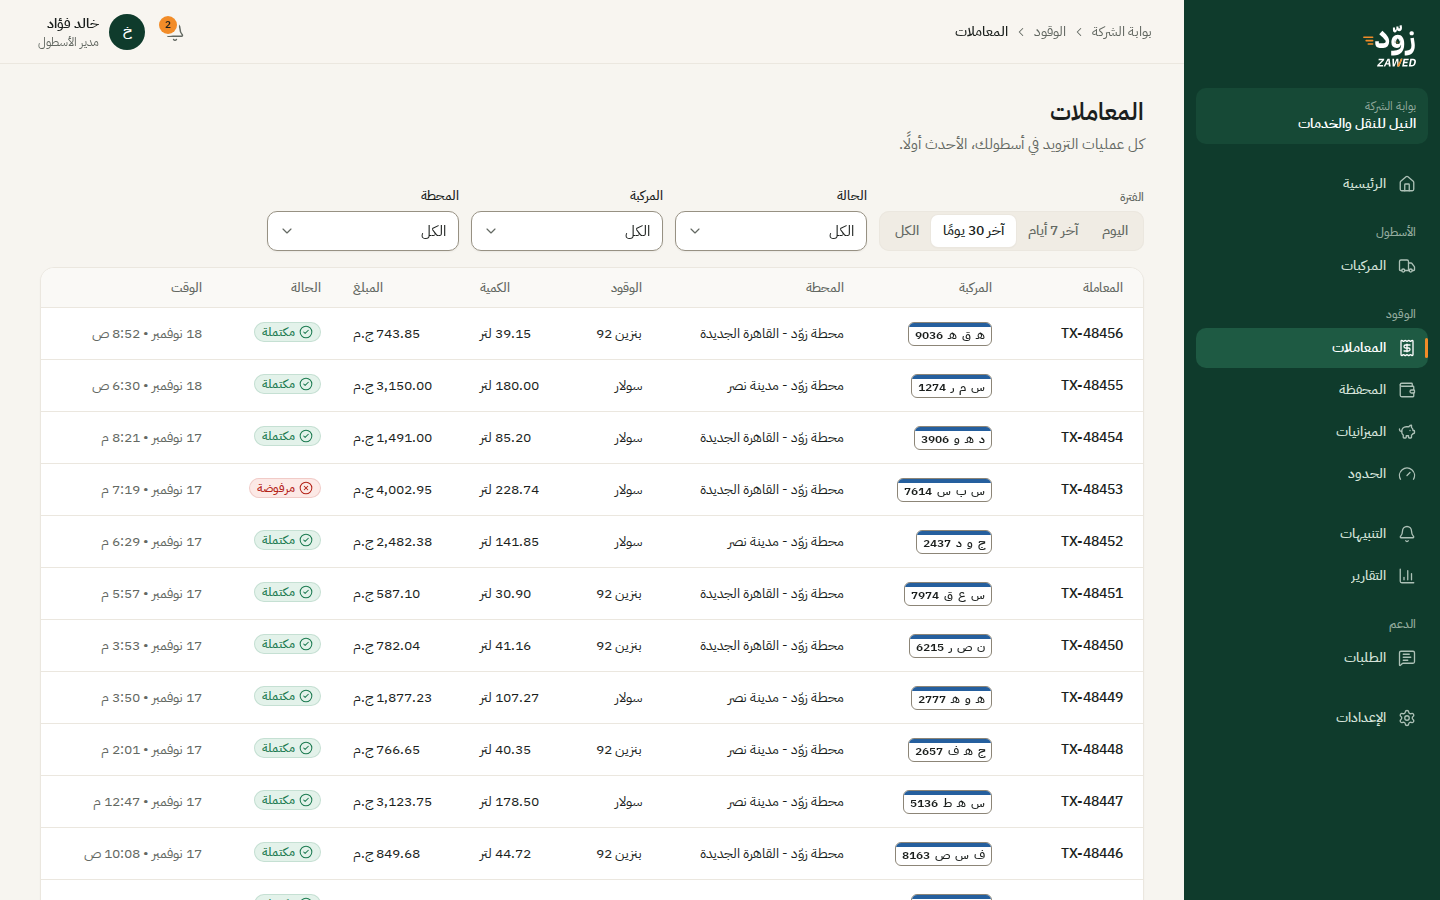 زوّد
ZAWED
بوابة الشركة
النيل للنقل والخدمات
الرئيسية
الأسطول
المركبات
الوقود
المعاملات
المحفظة
الميزانيات
الحدود
التنبيهات
التقارير
الدعم
الطلبات
الإعدادات
بوابة الشركة
الوقود
المعاملات
2
خ
خالد فؤاد
مدير الأسطول
المعاملات
كل عمليات التزويد في أسطولك، الأحدث أولًا.
الفترة
اليوم
آخر 7 أيام
آخر 30 يومًا
الكل
الحالة
الكل
المركبة
الكل
المحطة
الكل
المعاملة المركبة المحطة الوقود الكمية المبلغ الحالة الوقت
TX-48456 ه ق ه 9036 محطة زوّد - القاهرة الجديدة بنزين 92 39.15 لتر 743.85 ج.م مكتملة 18 نوفمبر • 8:52 ص
TX-48455 س م ر 1274 محطة زوّد - مدينة نصر سولار 180.00 لتر 3,150.00 ج.م مكتملة 18 نوفمبر • 6:30 ص
TX-48454 د ه و 3906 محطة زوّد - القاهرة الجديدة سولار 85.20 لتر 1,491.00 ج.م مكتملة 17 نوفمبر • 8:21 م
TX-48453 س ب س 7614 محطة زوّد - القاهرة الجديدة سولار 228.74 لتر 4,002.95 ج.م مرفوضة 17 نوفمبر • 7:19 م
TX-48452 ج و د 2437 محطة زوّد - مدينة نصر سولار 141.85 لتر 2,482.38 ج.م مكتملة 17 نوفمبر • 6:29 م
TX-48451 س ع ق 7974 محطة زوّد - القاهرة الجديدة بنزين 92 30.90 لتر 587.10 ج.م مكتملة 17 نوفمبر • 5:57 م
TX-48450 ن ص ر 6215 محطة زوّد - القاهرة الجديدة بنزين 92 41.16 لتر 782.04 ج.م مكتملة 17 نوفمبر • 3:53 م
TX-48449 ه و ه 2777 محطة زوّد - مدينة نصر سولار 107.27 لتر 1,877.23 ج.م مكتملة 17 نوفمبر • 3:50 م
TX-48448 ج ه ف 2657 محطة زوّد - مدينة نصر بنزين 92 40.35 لتر 766.65 ج.م مكتملة 17 نوفمبر • 2:01 م
TX-48447 س ه ط 5136 محطة زوّد - مدينة نصر سولار 178.50 لتر 3,123.75 ج.م مكتملة 17 نوفمبر • 12:47 م
TX-48446 ف س ص 8163 محطة زوّد - القاهرة الجديدة بنزين 92 44.72 لتر 849.68 ج.م مكتملة 17 نوفمبر • 10:08 ص